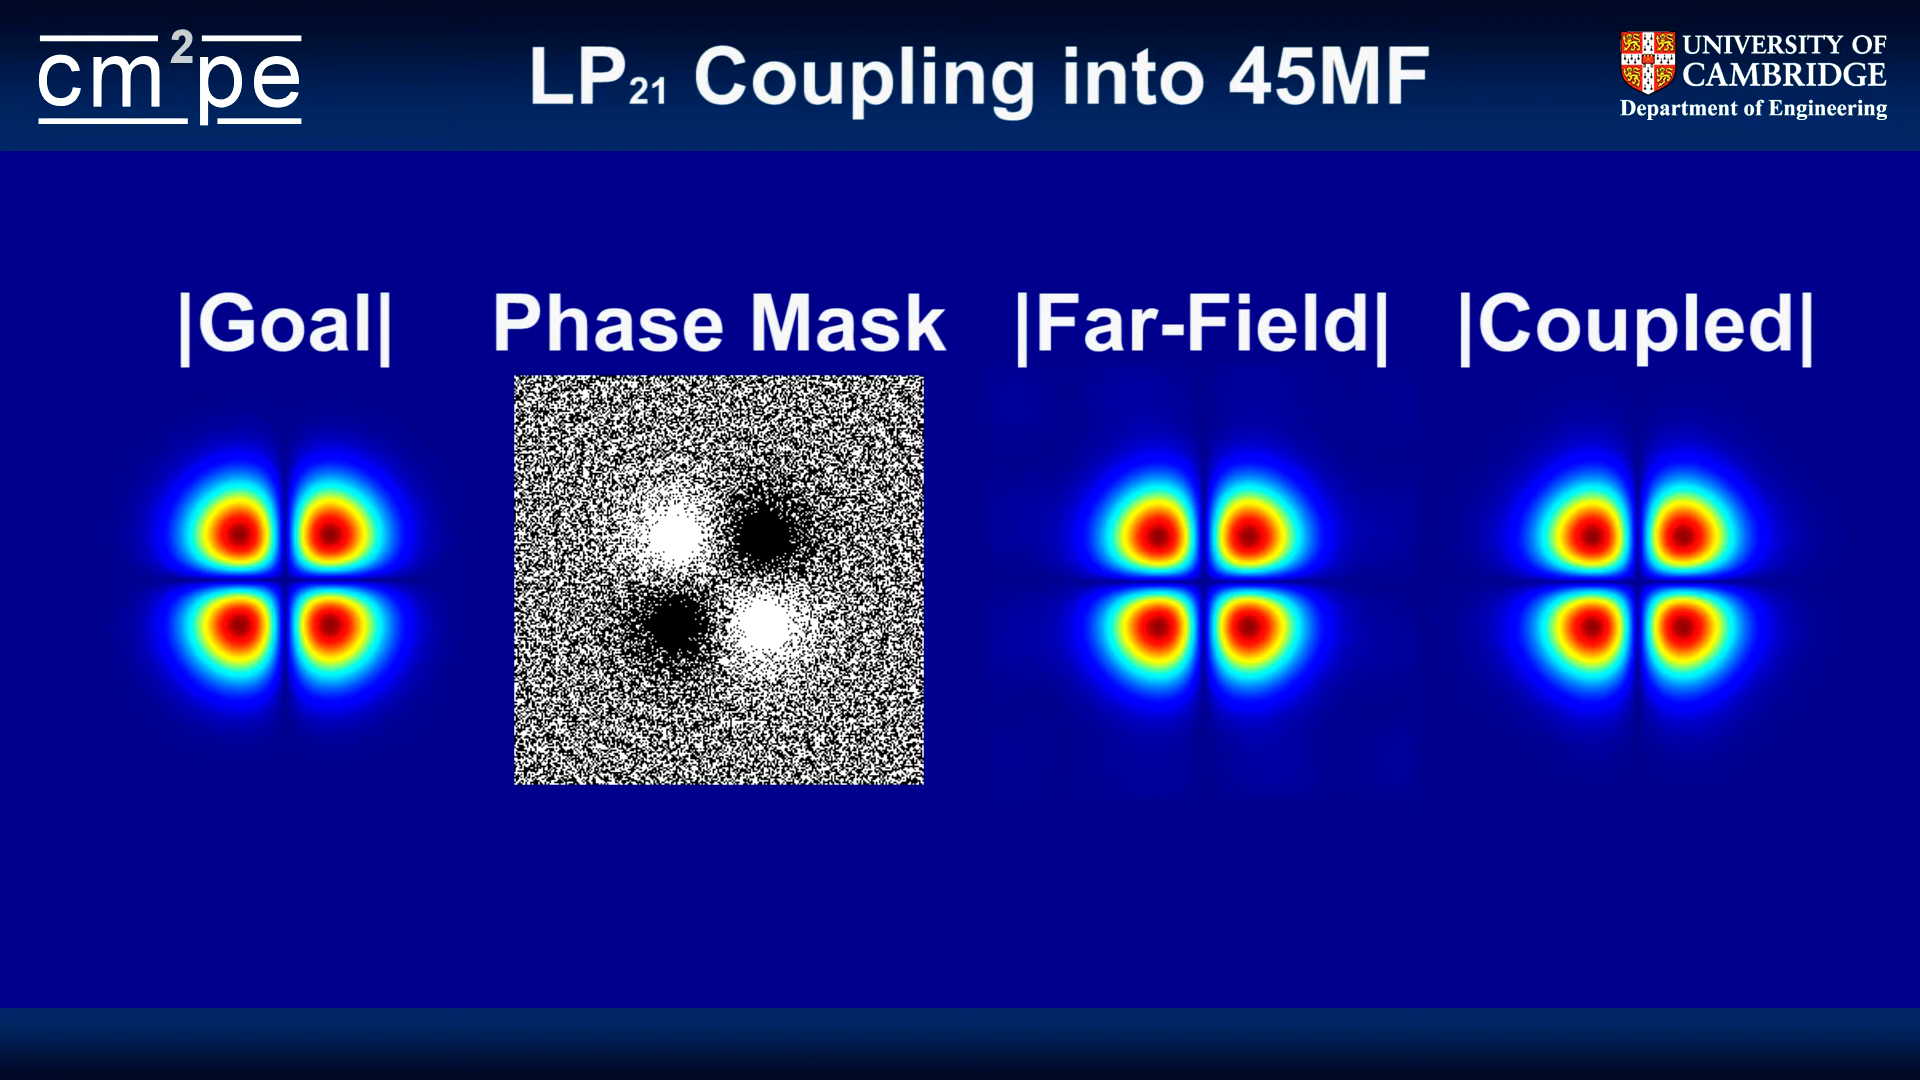 cm²pe
LP₂₁ Coupling into 45MF
UNIVERSITY OF
CAMBRIDGE
Department of Engineering
|Goal| Phase Mask |Far-Field| |Coupled|